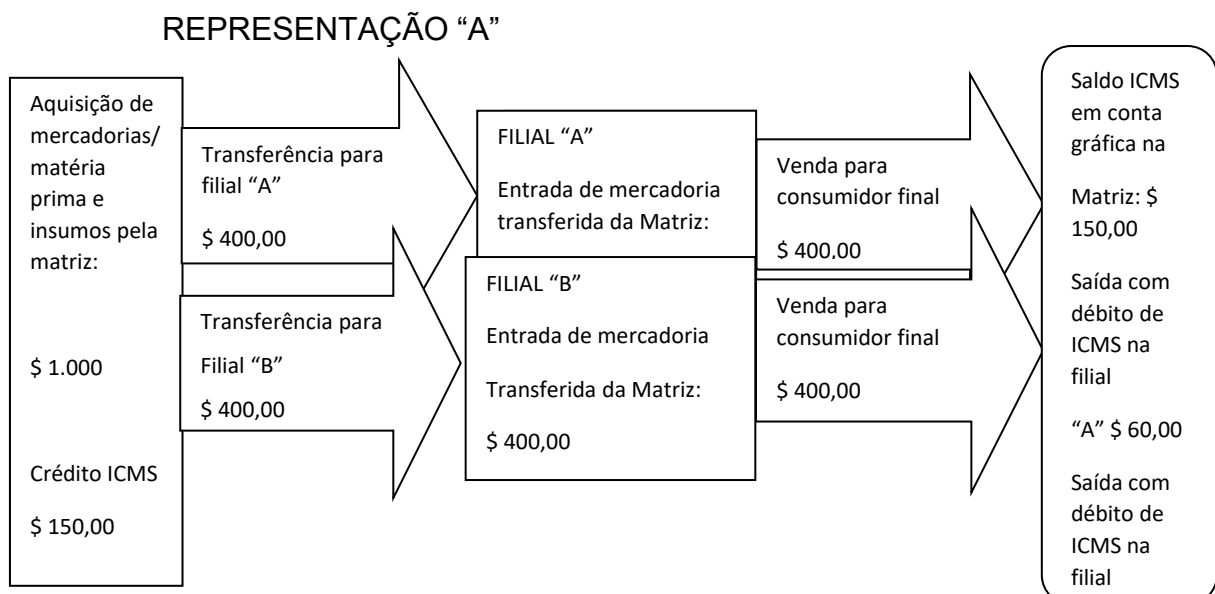 REPRESENTAÇÃO “A”
Aquisição de
mercadorias/
matéria
prima e
insumos pela
matriz:
$ 1.000
Crédito ICMS
$ 150,00
Transferência para
filial “A”
$ 400,00
Transferência para
Filial “B”
$ 400,00
FILIAL “A”
Entrada de mercadoria
transferida da Matriz:
FILIAL “B”
Entrada de mercadoria
Transferida da Matriz:
$ 400,00
Venda para
consumidor final
$ 400,00
Venda para
consumidor final
$ 400,00
Saldo ICMS
em conta
gráfica na
Matriz: $
150,00
Saída com
débito de
ICMS na
filial
“A” $ 60,00
Saída com
débito de
ICMS na
filial